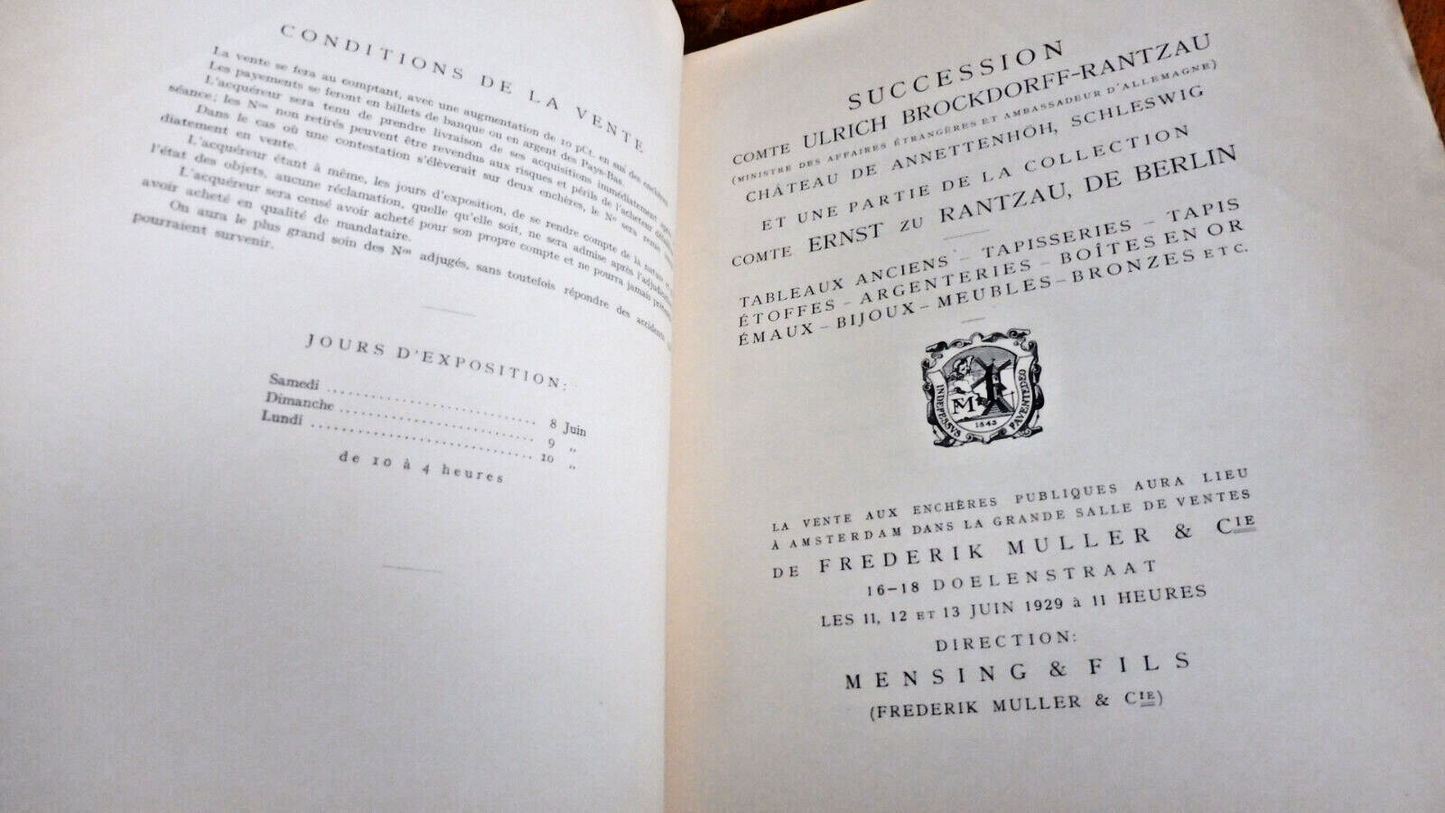 CONDITIONS DE LA VENTE
La vente se fera au comptant, avec une augmentation de 10 pCt. en sus des enchères.
Les payements se feront en billets de banque ou en argent des Pays-Bas.
L'acquéreur sera tenu de prendre livraison de ses acquisitions immédiatement
séance; les Nos non retirés peuvent être revendus aux risques et périls de l'acheteur
Dans le cas où une contestation s'élèverait sur deux enchères, le No sera remis
diatement en vente.
L'acquéreur étant à même, les jours d'exposition, de se rendre compte de la nature
l'état des objets, aucune réclamation, quelle qu'elle soit, ne sera admise après l'adjudication
L'acquéreur sera censé avoir acheté pour son propre compte et ne pourra jamais
avoir acheté en qualité de mandataire.
On aura le plus grand soin des Nos adjugés, sans toutefois répondre des accidents
pourraient survenir.
JOURS D'EXPOSITION:
Samedi .......................... 8 Juin
Dimanche .......................... 9 „
Lundi .......................... 10 „
de 10 à 4 heures
SUCCESSION
COMTE ULRICH BROCKDORFF-RANTZAU
(MINISTRE DES AFFAIRES ÉTRANGÈRES ET AMBASSADEUR D'ALLEMAGNE)
CHÂTEAU DE ANNETTENHÖH, SCHLESWIG
ET UNE PARTIE DE LA COLLECTION
COMTE ERNST ZU RANTZAU, DE BERLIN
TABLEAUX ANCIENS – TAPISSERIES – TAPIS
ÉTOFFES – ARGENTERIES – BOÎTES EN OR
ÉMAUX – BIJOUX – MEUBLES – BRONZES ETC.
INDEFESSVS FAVENTE DEO
M
1843
LA VENTE AUX ENCHÈRES PUBLIQUES AURA LIEU
À AMSTERDAM DANS LA GRANDE SALLE DE VENTES
DE FREDERIK MULLER & CIE
16–18 DOELENSTRAAT
LES 11, 12 ET 13 JUIN 1929 à 11 HEURES
DIRECTION:
MENSING & FILS
(FREDERIK MULLER & CIE)